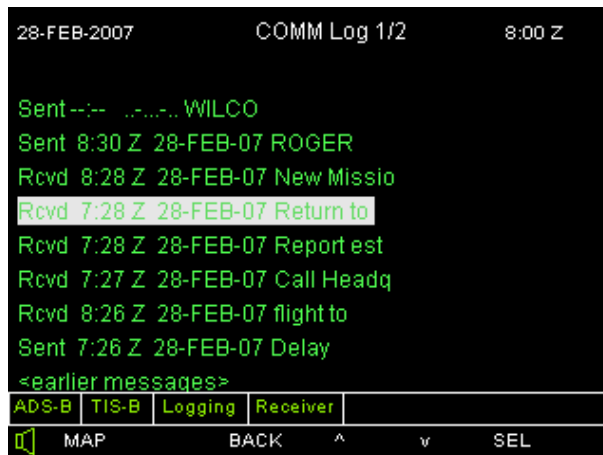 28-FEB-2007 COMM Log 1/2 8:00 Z
Sent --:-- ..-...-.. WILCO
Sent 8:30 Z 28-FEB-07 ROGER
Rcvd 8:28 Z 28-FEB-07 New Missio
Rcvd 7:28 Z 28-FEB-07 Return to
Rcvd 7:28 Z 28-FEB-07 Report est
Rcvd 7:27 Z 28-FEB-07 Call Headq
Rcvd 8:26 Z 28-FEB-07 flight to
Sent 7:26 Z 28-FEB-07 Delay
<earlier messages>
ADS-B TIS-B Logging Receiver
MAP BACK ^ v SEL